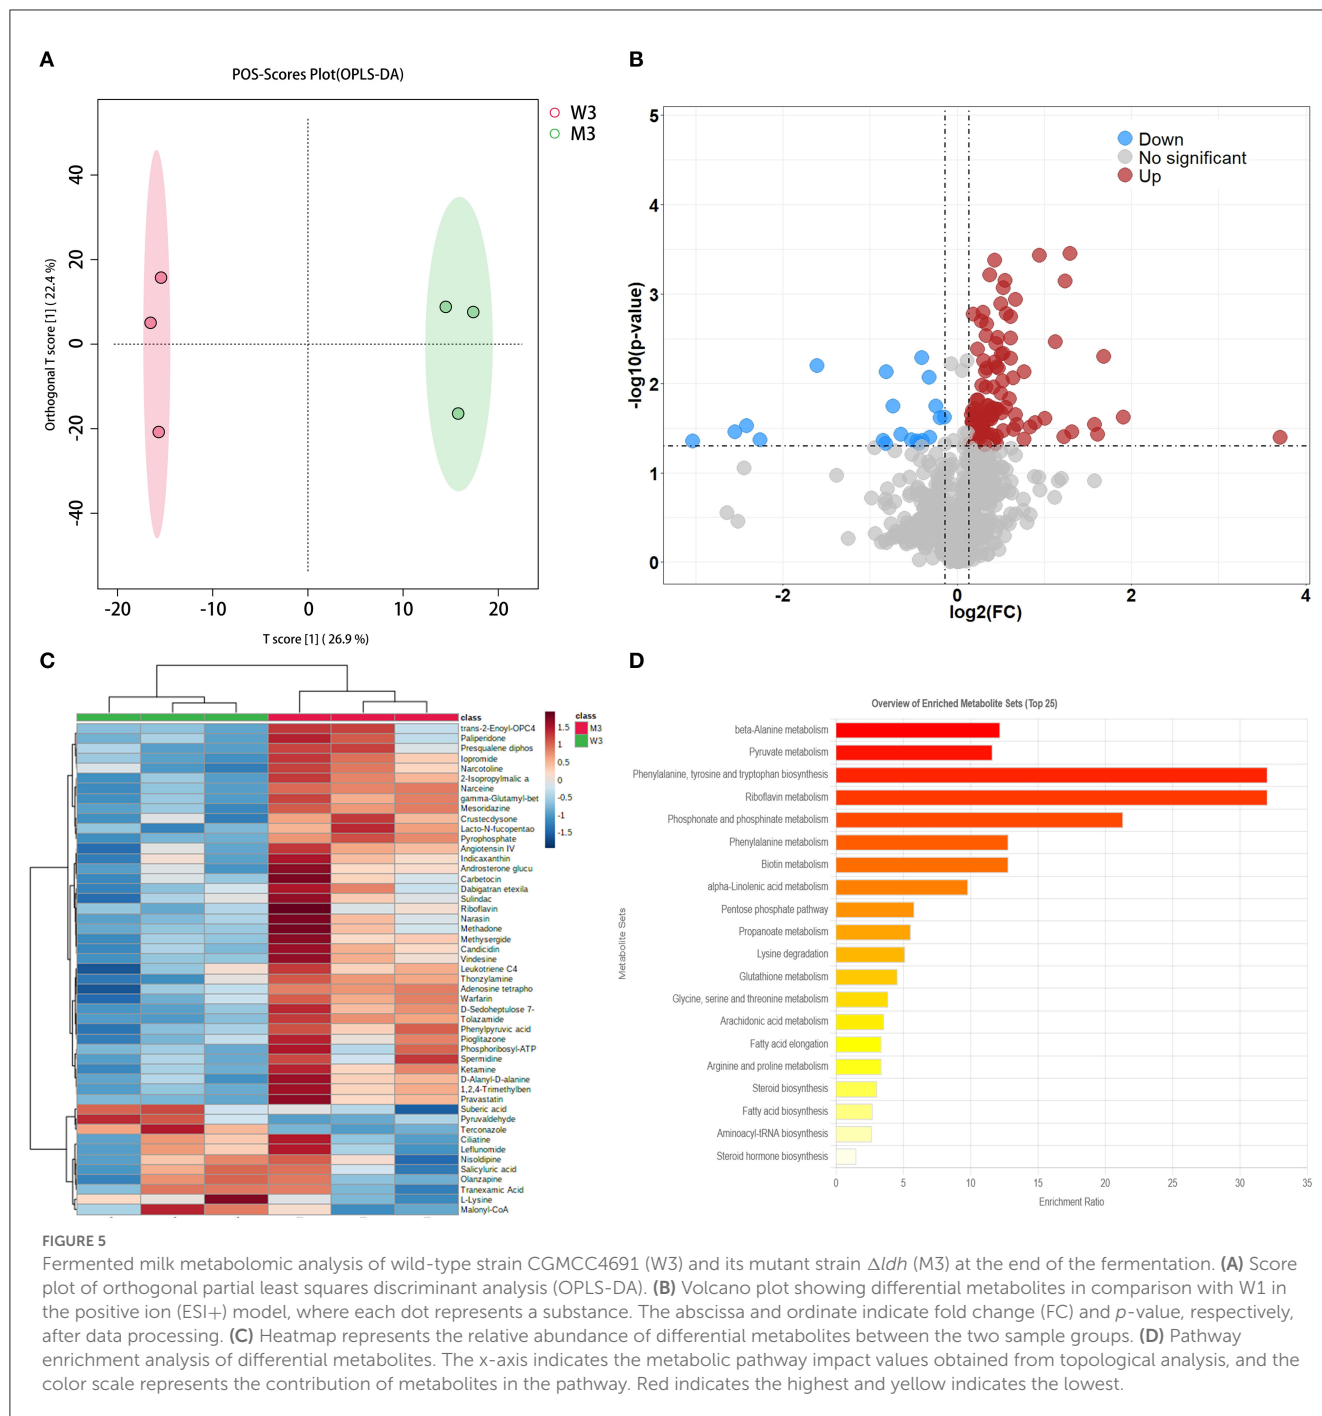 A
POS-Scores Plot(OPLS-DA)
W3
M3
Orthogonal T score [1] ( 22.4 %)
40
20
0
-20
-40
-20
-10
0
10
20
T score [1] ( 26.9 %)
B
Down
No significant
Up
-log10(p-value)
5
4
3
2
1
0
-2
0
2
4
log2(FC)
C
class
trans-2-Enoyl-OPC4
Paliperidone
Presqualene diphos
Iopromide
Narcotoline
2-Isopropylmalic a
Narceine
gamma-Glutamyl-bet
Mesoridazine
Crustecdysone
Lacto-N-fucopentao
Pyrophosphate
Angiotensin IV
Indicaxanthin
Androsterone glucu
Carbetocin
Dabigatran etexila
Sulindac
Riboflavin
Narasin
Methadone
Methysergide
Candicidin
Vindesine
Leukotriene C4
Thonzylamine
Adenosine tetrapho
Warfarin
D-Sedoheptulose 7-
Tolazamide
Phenylpyruvic acid
Pioglitazone
Phosphoribosyl-ATP
Spermidine
Ketamine
D-Alanyl-D-alanine
1,2,4-Trimethylben
Pravastatin
Suberic acid
Pyruvaldehyde
Terconazole
Ciliatine
Leflunomide
Nisoldipine
Salicyluric acid
Olanzapine
Tranexamic Acid
L-Lysine
Malonyl-CoA
1.5
1
0.5
0
-0.5
-1
-1.5
class
M3
W3
D
Overview of Enriched Metabolite Sets (Top 25)
Metabolite Sets
beta-Alanine metabolism
Pyruvate metabolism
Phenylalanine, tyrosine and tryptophan biosynthesis
Riboflavin metabolism
Phosphonate and phosphinate metabolism
Phenylalanine metabolism
Biotin metabolism
alpha-Linolenic acid metabolism
Pentose phosphate pathway
Propanoate metabolism
Lysine degradation
Glutathione metabolism
Glycine, serine and threonine metabolism
Arachidonic acid metabolism
Fatty acid elongation
Arginine and proline metabolism
Steroid biosynthesis
Fatty acid biosynthesis
Aminoacyl-tRNA biosynthesis
Steroid hormone biosynthesis
0
5
10
15
20
25
30
35
Enrichment Ratio
FIGURE 5
Fermented milk metabolomic analysis of wild-type strain CGMCC4691 (W3) and its mutant strain Δldh (M3) at the end of the fermentation. (A) Score
plot of orthogonal partial least squares discriminant analysis (OPLS-DA). (B) Volcano plot showing differential metabolites in comparison with W1 in
the positive ion (ESI+) model, where each dot represents a substance. The abscissa and ordinate indicate fold change (FC) and p-value, respectively,
after data processing. (C) Heatmap represents the relative abundance of differential metabolites between the two sample groups. (D) Pathway
enrichment analysis of differential metabolites. The x-axis indicates the metabolic pathway impact values obtained from topological analysis, and the
color scale represents the contribution of metabolites in the pathway. Red indicates the highest and yellow indicates the lowest.